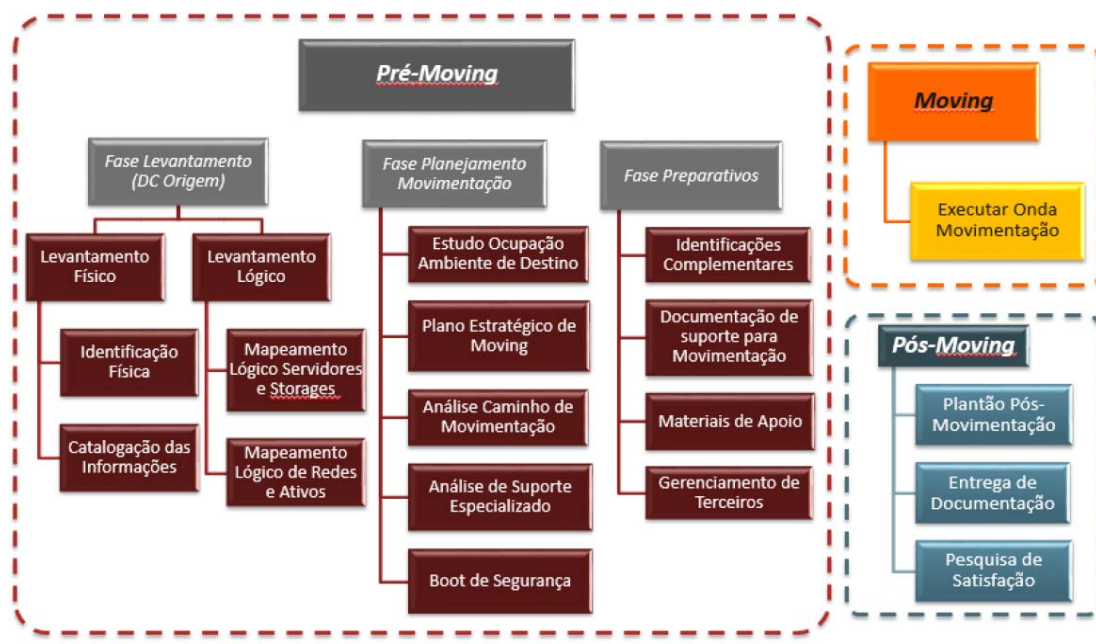 Pré-Moving
Fase Levantamento
(DC Origem)
Levantamento
Físico
Identificação
Física
Catalogação das
Informações
Levantamento
Lógico
Mapeamento
Lógico Servidores
e Storages
Mapeamento
Lógico de Redes
e Ativos
Fase Planejamento
Movimentação
Estudo Ocupação
Ambiente de Destino
Plano Estratégico de
Moving
Análise Caminho de
Movimentação
Análise de Suporte
Especializado
Boot de Segurança
Fase Preparativos
Identificações
Complementares
Documentação de
suporte para
Movimentação
Materiais de Apoio
Gerenciamento de
Terceiros
Moving
Executar Onda
Movimentação
Pós-Moving
Plantão Pós-
Movimentação
Entrega de
Documentação
Pesquisa de
Satisfação